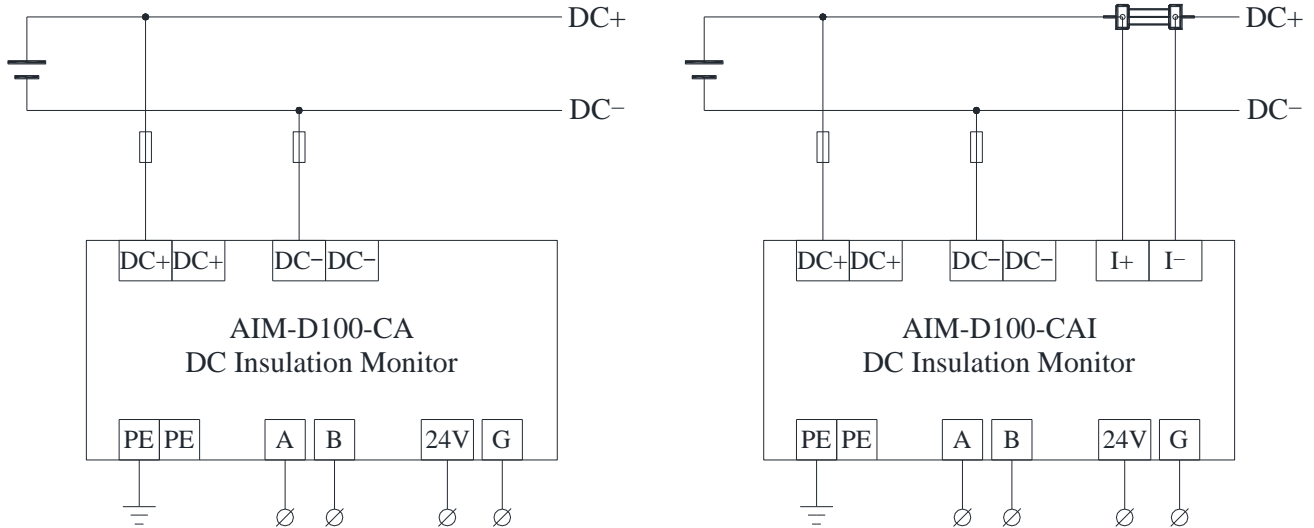 DC+
DC−
DC+ DC+ DC− DC−
AIM-D100-CA
DC Insulation Monitor
PE PE A B 24V G
DC+
DC−
DC+ DC+ DC− DC− I+ I−
AIM-D100-CAI
DC Insulation Monitor
PE PE A B 24V G